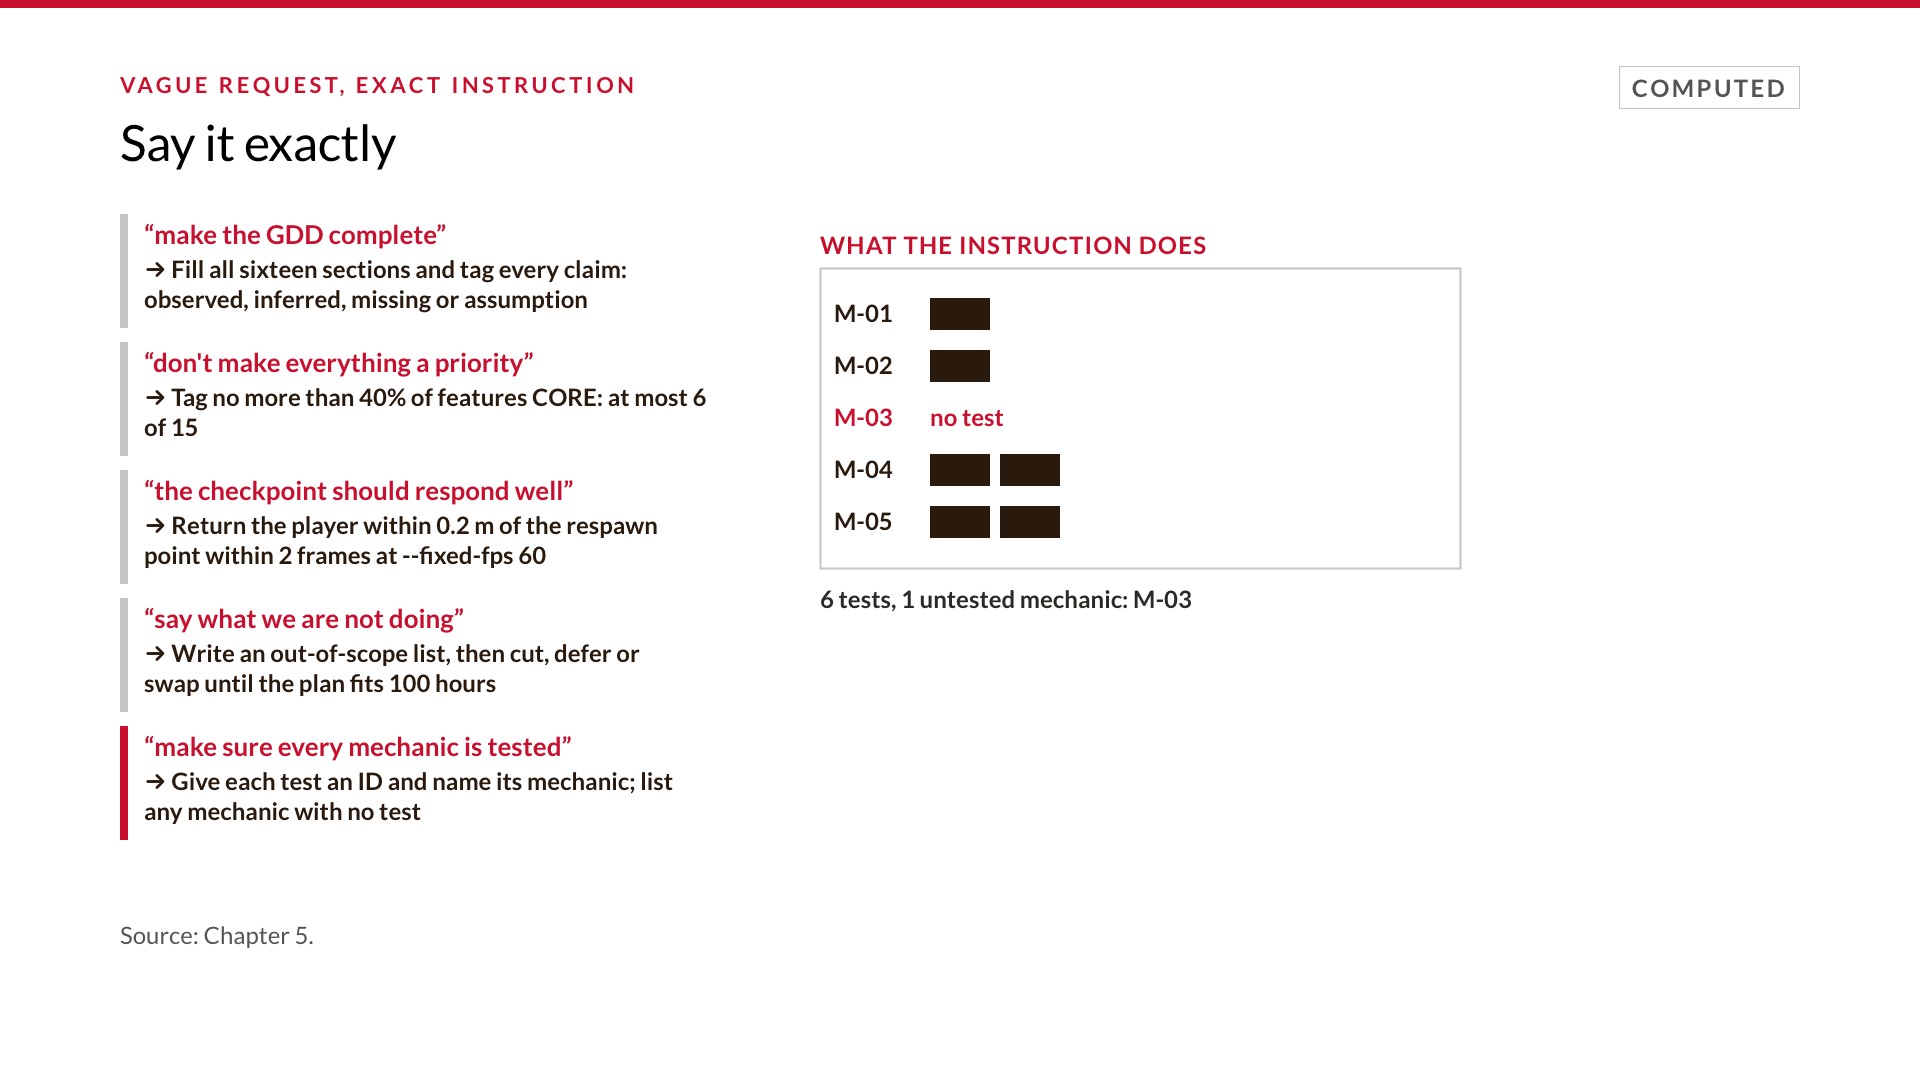 VAGUE REQUEST, EXACT INSTRUCTION
COMPUTED
Say it exactly
“make the GDD complete”
→ Fill all sixteen sections and tag every claim:
observed, inferred, missing or assumption
“don't make everything a priority”
→ Tag no more than 40% of features CORE: at most 6
of 15
“the checkpoint should respond well”
→ Return the player within 0.2 m of the respawn
point within 2 frames at --fixed-fps 60
“say what we are not doing”
→ Write an out-of-scope list, then cut, defer or
swap until the plan fits 100 hours
“make sure every mechanic is tested”
→ Give each test an ID and name its mechanic; list
any mechanic with no test
WHAT THE INSTRUCTION DOES
M-01
M-02
M-03 no test
M-04
M-05
6 tests, 1 untested mechanic: M-03
Source: Chapter 5.